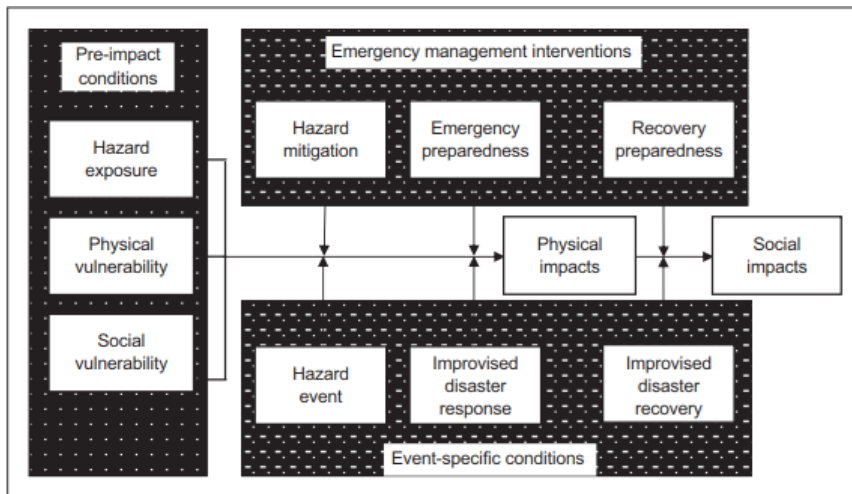 Pre-impact
conditions
Hazard
exposure
Physical
vulnerability
Social
vulnerability
Emergency management interventions
Hazard
mitigation
Emergency
preparedness
Recovery
preparedness
Physical
impacts
Social
impacts
Hazard
event
Improvised
disaster
response
Improvised
disaster
recovery
Event-specific conditions